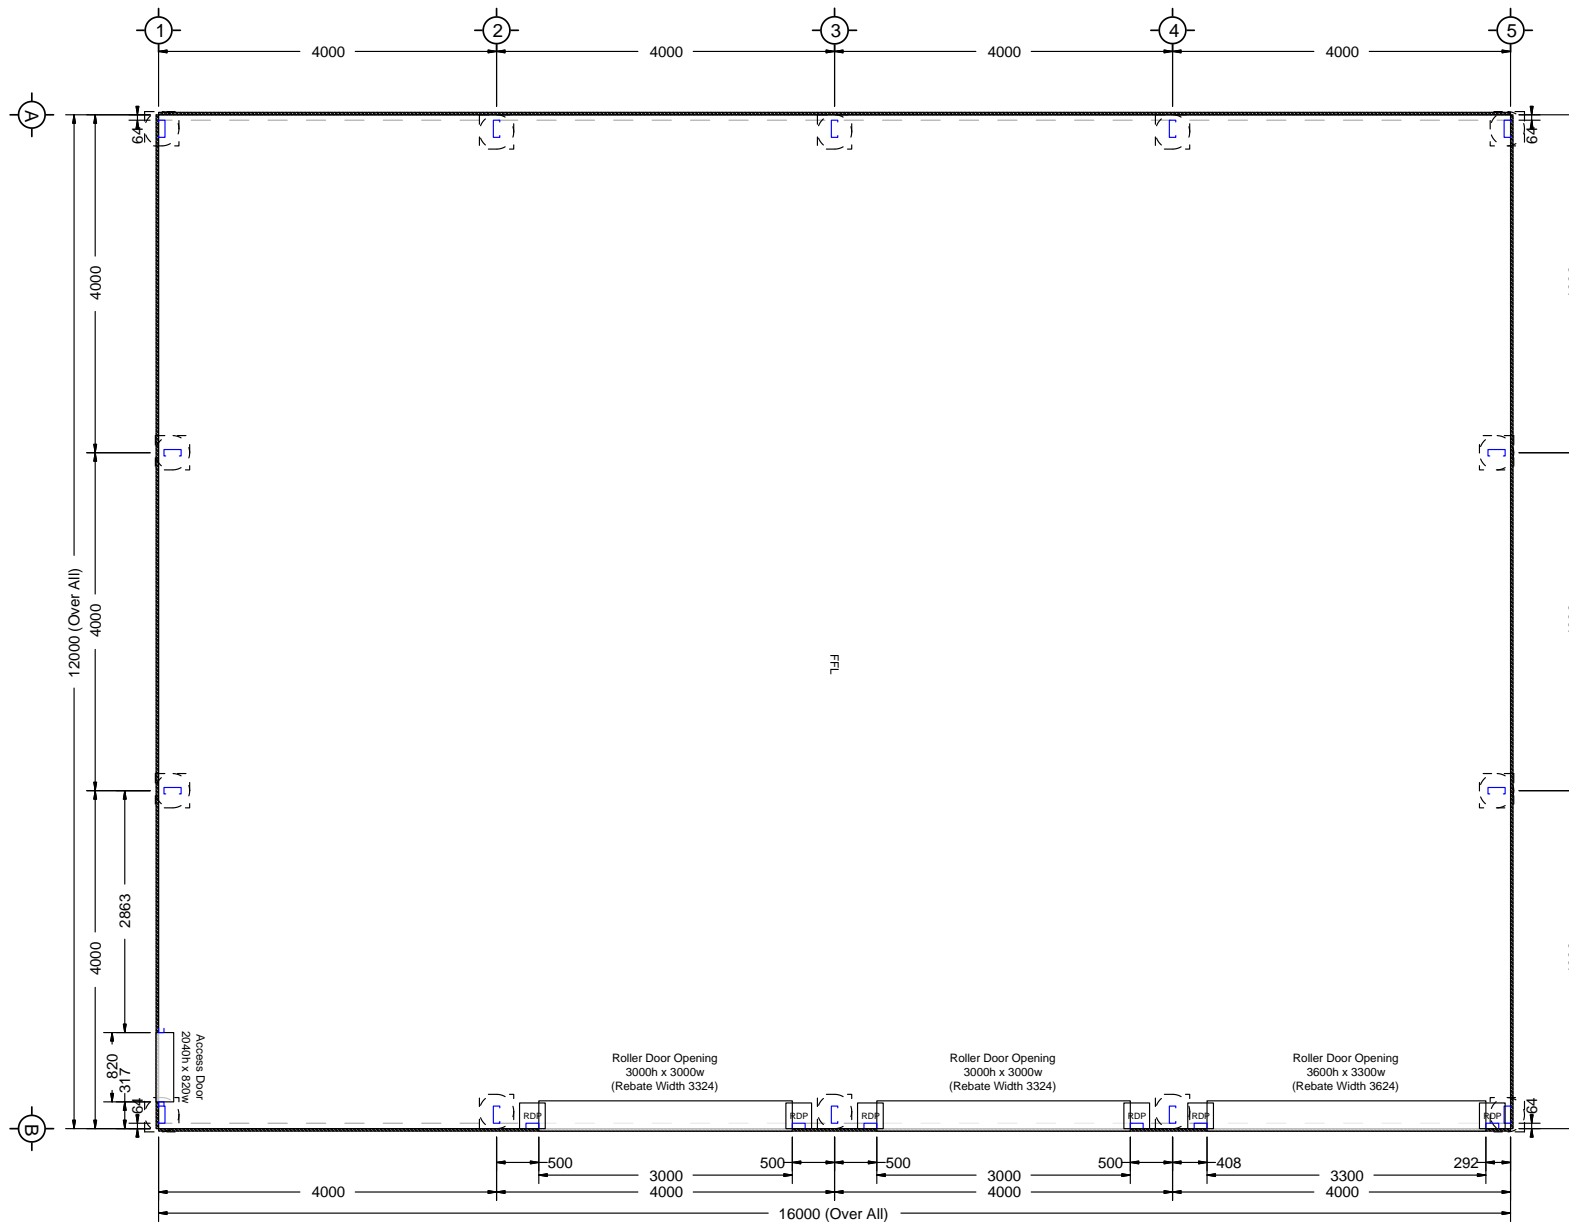 1
2
3
4
5
4000
4000
4000
4000
A
64
64
4000
12000 (Over All)
4000
FFL
2863
4000
Access Door
2040h x 820w
820
317
64
Roller Door Opening
3000h x 3000w
(Rebate Width 3324)
Roller Door Opening
3000h x 3000w
(Rebate Width 3324)
Roller Door Opening
3600h x 3300w
(Rebate Width 3624)
64
RDP
RDP
RDP
RDP
RDP
RDP
B
500
500
500
500
408
292
3000
3000
3300
4000
4000
4000
4000
16000 (Over All)